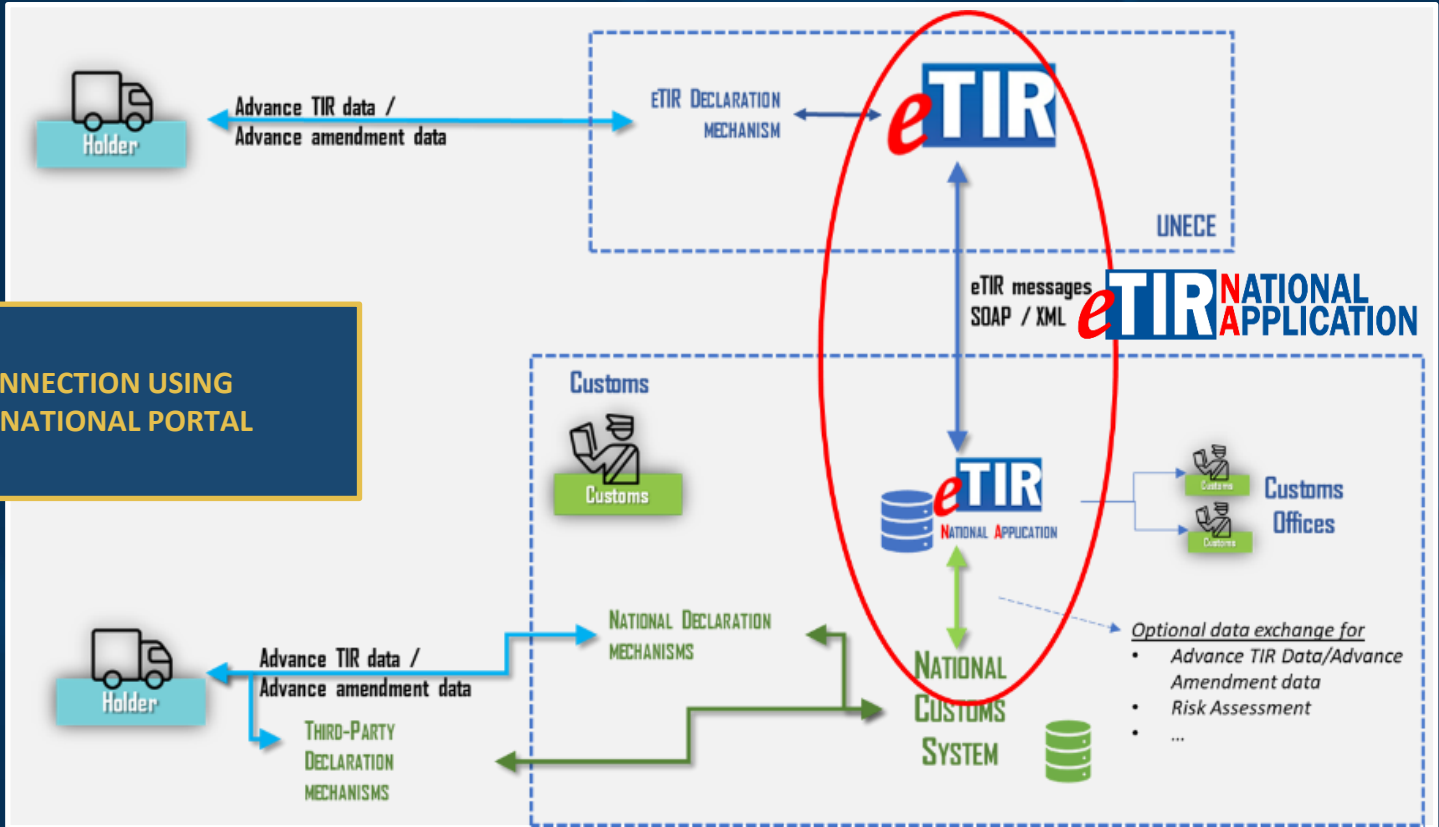 Advance TIR data /
Advance amendment data
Holder
eTIR DECLARATION
MECHANISM
eTIR
UNECE
eTIR messages
SOAP / XML
eTIR NATIONAL
APPLICATION
NNECTION USING
NATIONAL PORTAL
Customs
Customs
eTIR
NATIONAL APPLICATION
Customs
Customs
Customs
Offices
NATIONAL DECLARATION
MECHANISMS
Advance TIR data /
Advance amendment data
Holder
THIRD-PARTY
DECLARATION
MECHANISMS
NATIONAL
CUSTOMS
SYSTEM
Optional data exchange for
• Advance TIR Data/Advance
Amendment data
• Risk Assessment
• ...